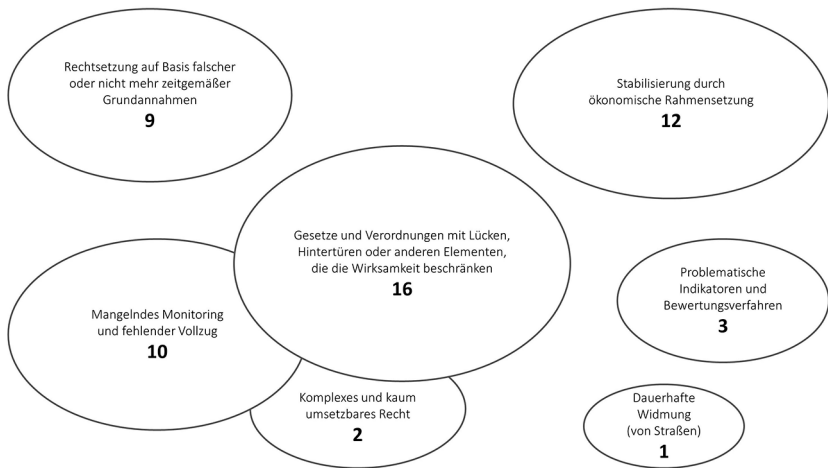 Rechtsetzung auf Basis falscher
oder nicht mehr zeitgemäßer
Grundannahmen
9
Stabilisierung durch
ökonomische Rahmensetzung
12
Gesetze und Verordnungen mit Lücken,
Hintertüren oder anderen Elementen,
die die Wirksamkeit beschränken
16
Problematische
Indikatoren und
Bewertungsverfahren
3
Mangelndes Monitoring
und fehlender Vollzug
10
Komplexes und kaum
umsetzbares Recht
2
Dauerhafte
Widmung
(von Straßen)
1